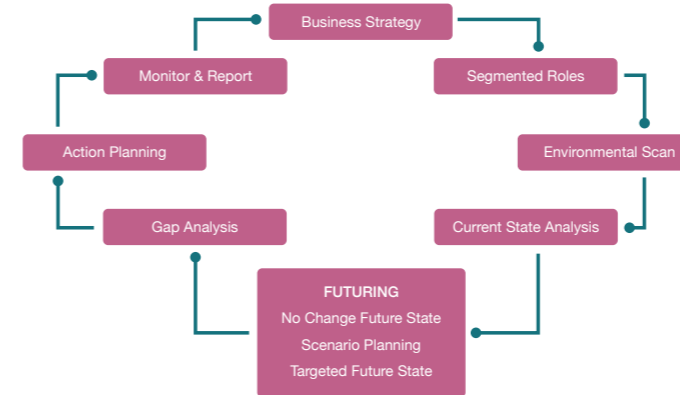 Business Strategy
Monitor & Report
Segmented Roles
Action Planning
Environmental Scan
Gap Analysis
Current State Analysis
FUTURING
No Change Future State
Scenario Planning
Targeted Future State